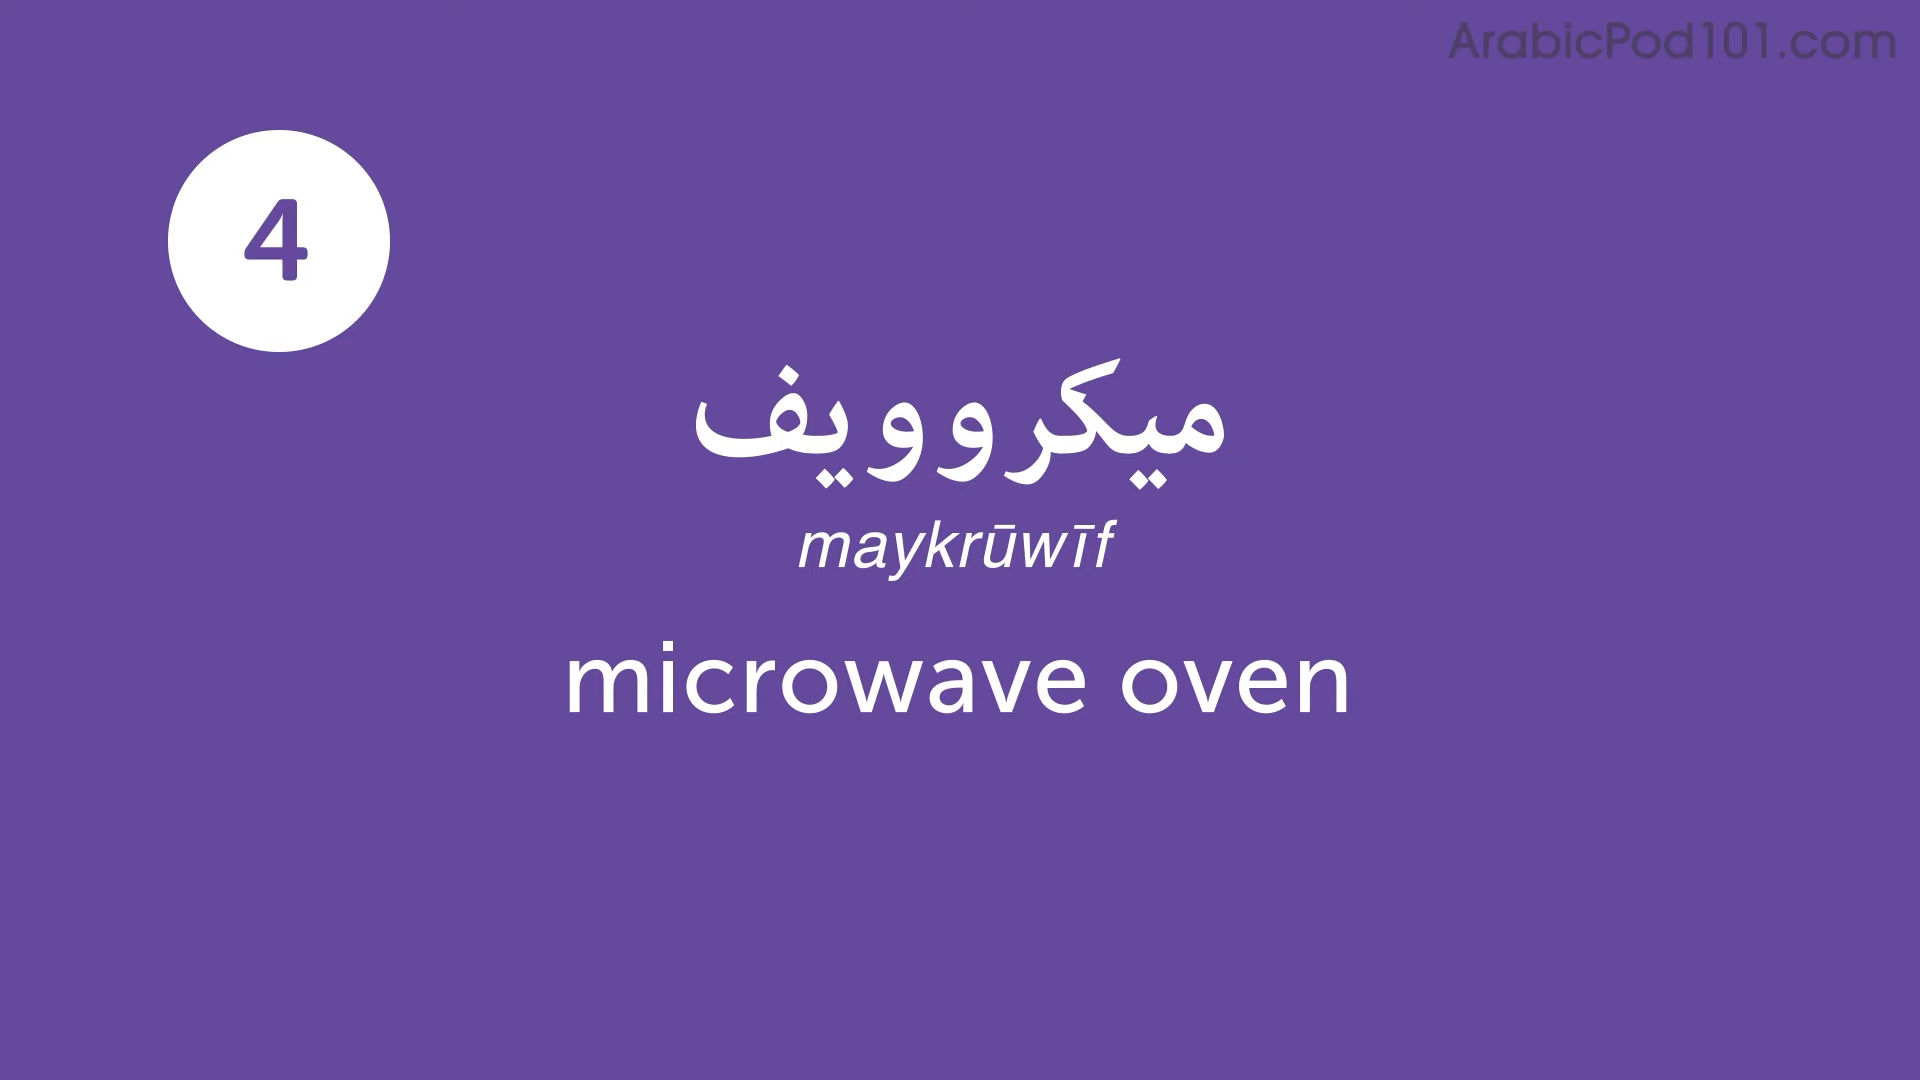 ArabicPod101.com
4
ميكروويف
maykrūwīf
microwave oven